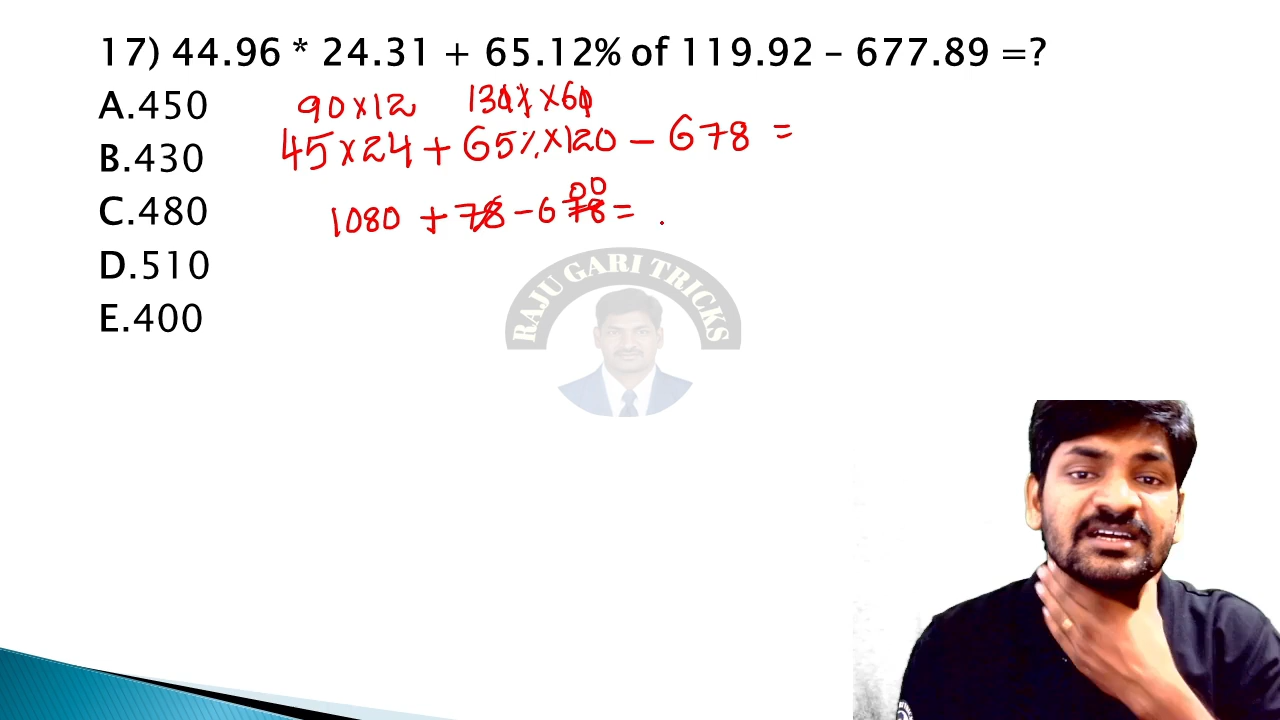 17) 44.96 * 24.31 + 65.12% of 119.92 – 677.89 =?
A.450
B.430
C.480
D.510
E.400
90×12 130% ×60
45×24 + 65%×120 – 678 =
00
1080 + 78 – 678 = .
RAJU GARI TRICKS